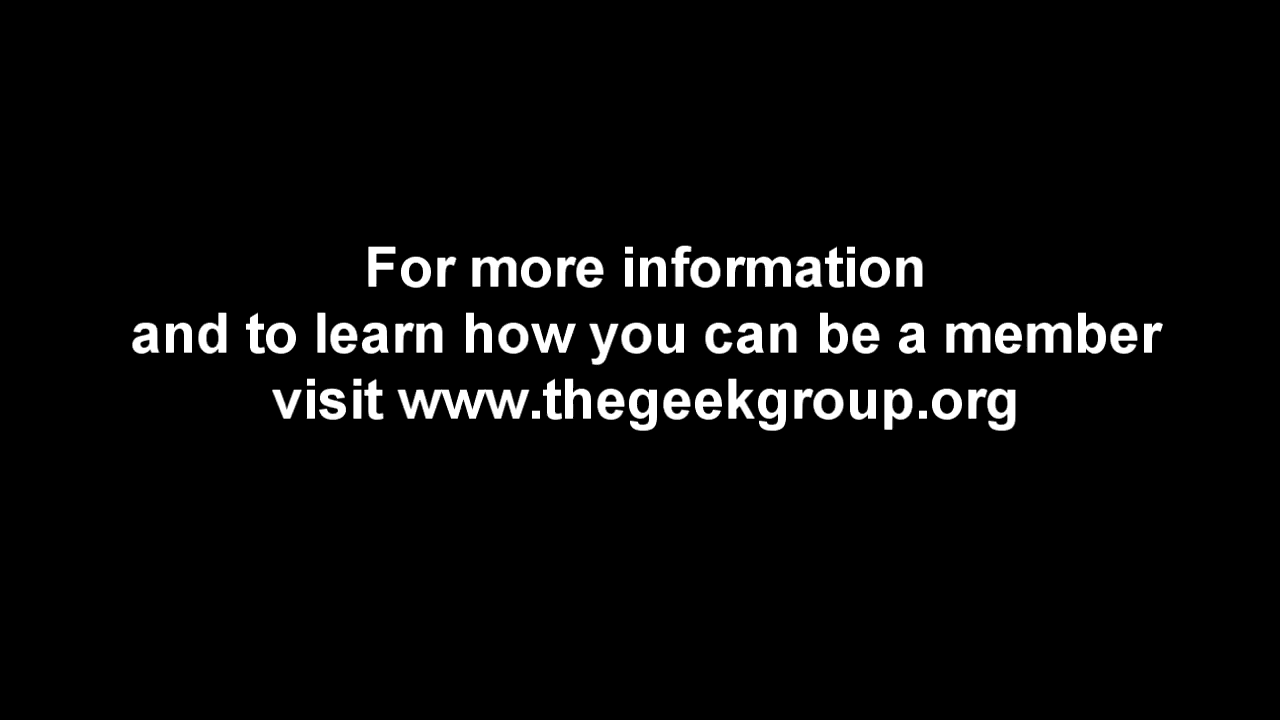 For more information
and to learn how you can be a member
visit www.thegeekgroup.org